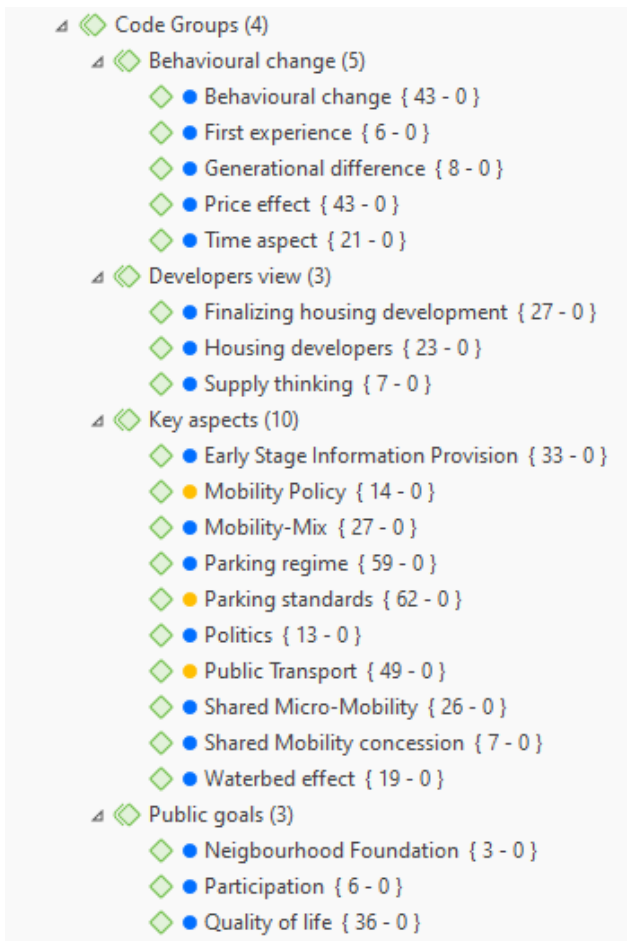 Code Groups (4)
Behavioural change (5)
Behavioural change { 43 - 0 }
First experience { 6 - 0 }
Generational difference { 8 - 0 }
Price effect { 43 - 0 }
Time aspect { 21 - 0 }
Developers view (3)
Finalizing housing development { 27 - 0 }
Housing developers { 23 - 0 }
Supply thinking { 7 - 0 }
Key aspects (10)
Early Stage Information Provision { 33 - 0 }
Mobility Policy { 14 - 0 }
Mobility-Mix { 27 - 0 }
Parking regime { 59 - 0 }
Parking standards { 62 - 0 }
Politics { 13 - 0 }
Public Transport { 49 - 0 }
Shared Micro-Mobility { 26 - 0 }
Shared Mobility concession { 7 - 0 }
Waterbed effect { 19 - 0 }
Public goals (3)
Neigbourhood Foundation { 3 - 0 }
Participation { 6 - 0 }
Quality of life { 36 - 0 }